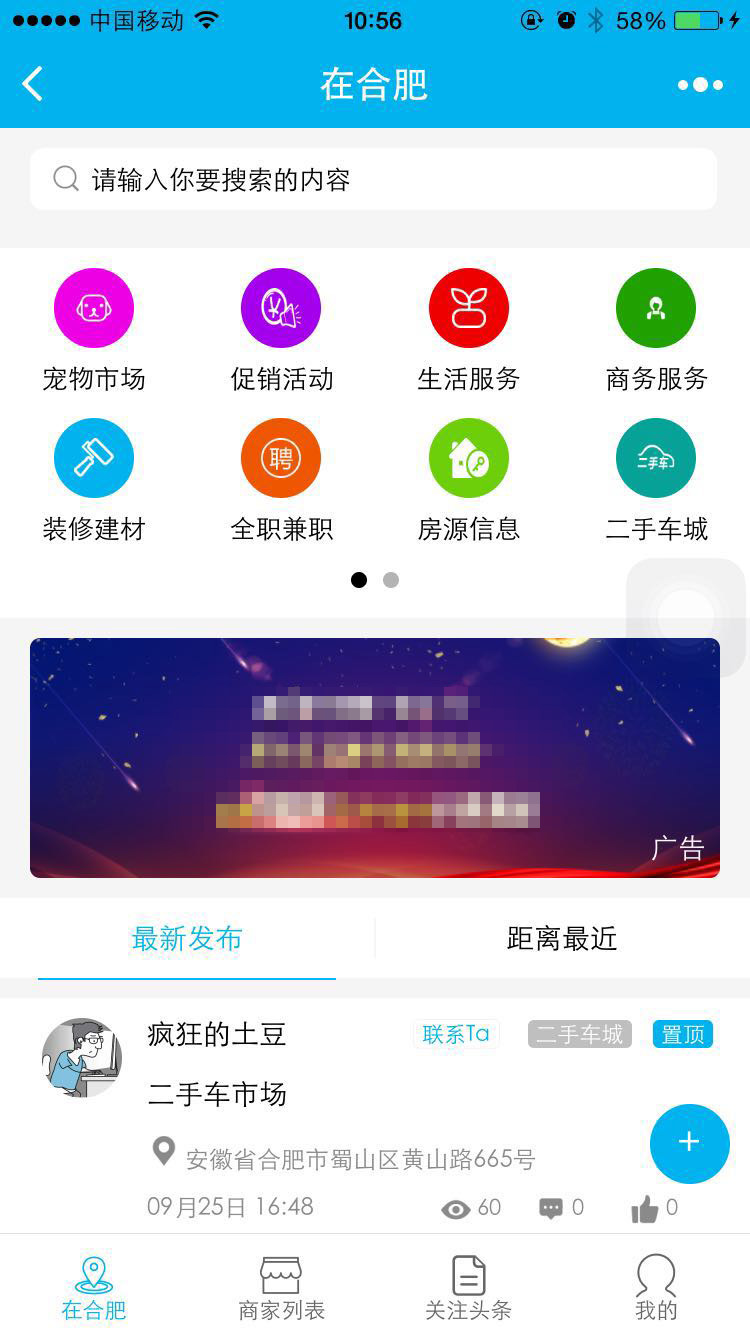 中国移动 10:56 58%
在合肥
请输入你要搜索的内容
宠物市场 促销活动 生活服务 商务服务
聘 二手车
装修建材 全职兼职 房源信息 二手车城
广告
最新发布 距离最近
疯狂的土豆 联系Ta 二手车城 置顶
二手车市场
安徽省合肥市蜀山区黄山路665号
09月25日 16:48 60 0 0
在合肥 商家列表 关注头条 我的